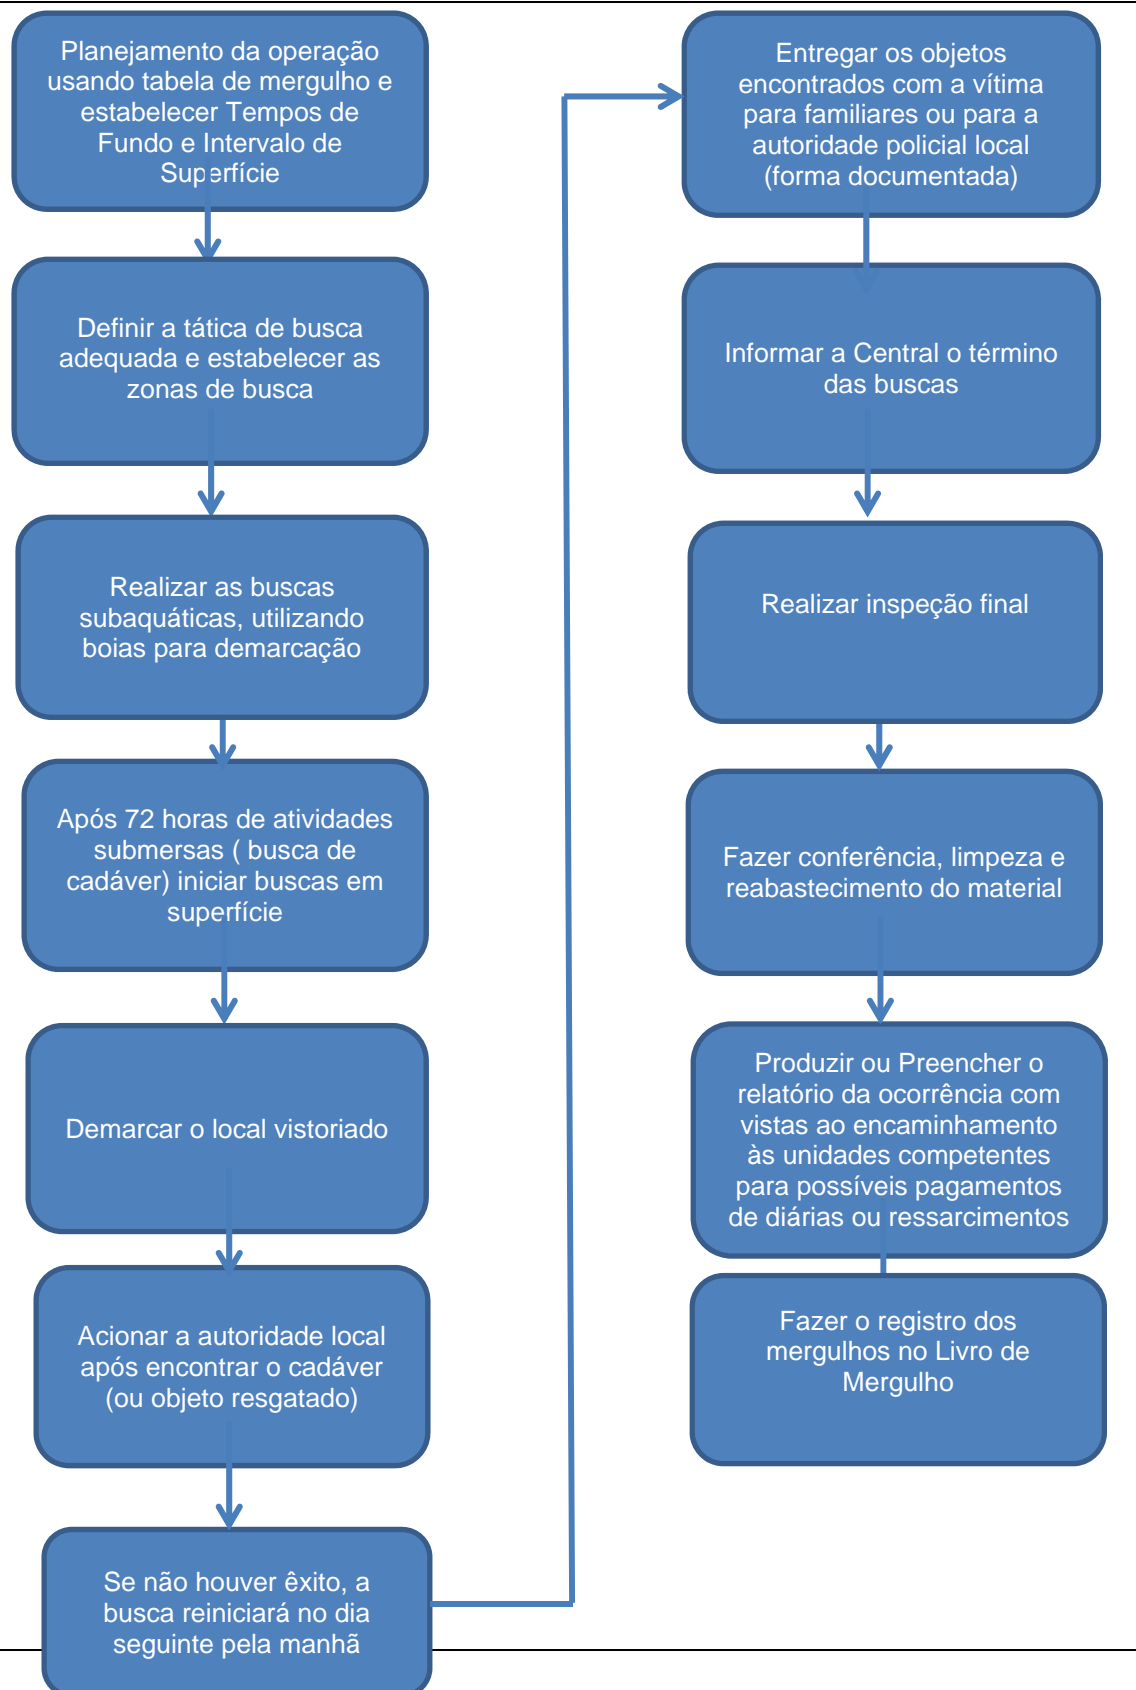 Planejamento da operação
usando tabela de mergulho e
estabelecer Tempos de
Fundo e Intervalo de
Superfície
Definir a tática de busca
adequada e estabelecer as
zonas de busca
Realizar as buscas
subaquáticas, utilizando
boias para demarcação
Após 72 horas de atividades
submersas ( busca de
cadáver) iniciar buscas em
superfície
Demarcar o local vistoriado
Acionar a autoridade local
após encontrar o cadáver
(ou objeto resgatado)
Se não houver êxito, a
busca reiniciará no dia
seguinte pela manhã
Entregar os objetos
encontrados com a vítima
para familiares ou para a
autoridade policial local
(forma documentada)
Informar a Central o término
das buscas
Realizar inspeção final
Fazer conferência, limpeza e
reabastecimento do material
Produzir ou Preencher o
relatório da ocorrência com
vistas ao encaminhamento
às unidades competentes
para possíveis pagamentos
de diárias ou ressarcimentos
Fazer o registro dos
mergulhos no Livro de
Mergulho